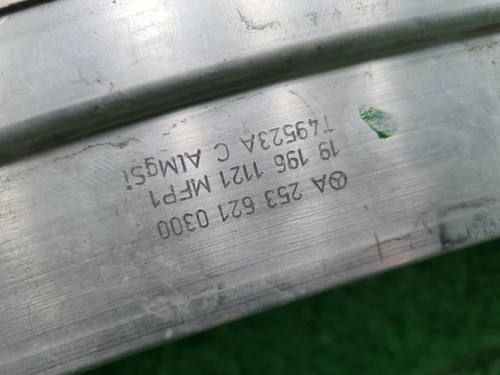 A 253 621 0300
19 196 1121 MFP1
T49523A C AlMgSi